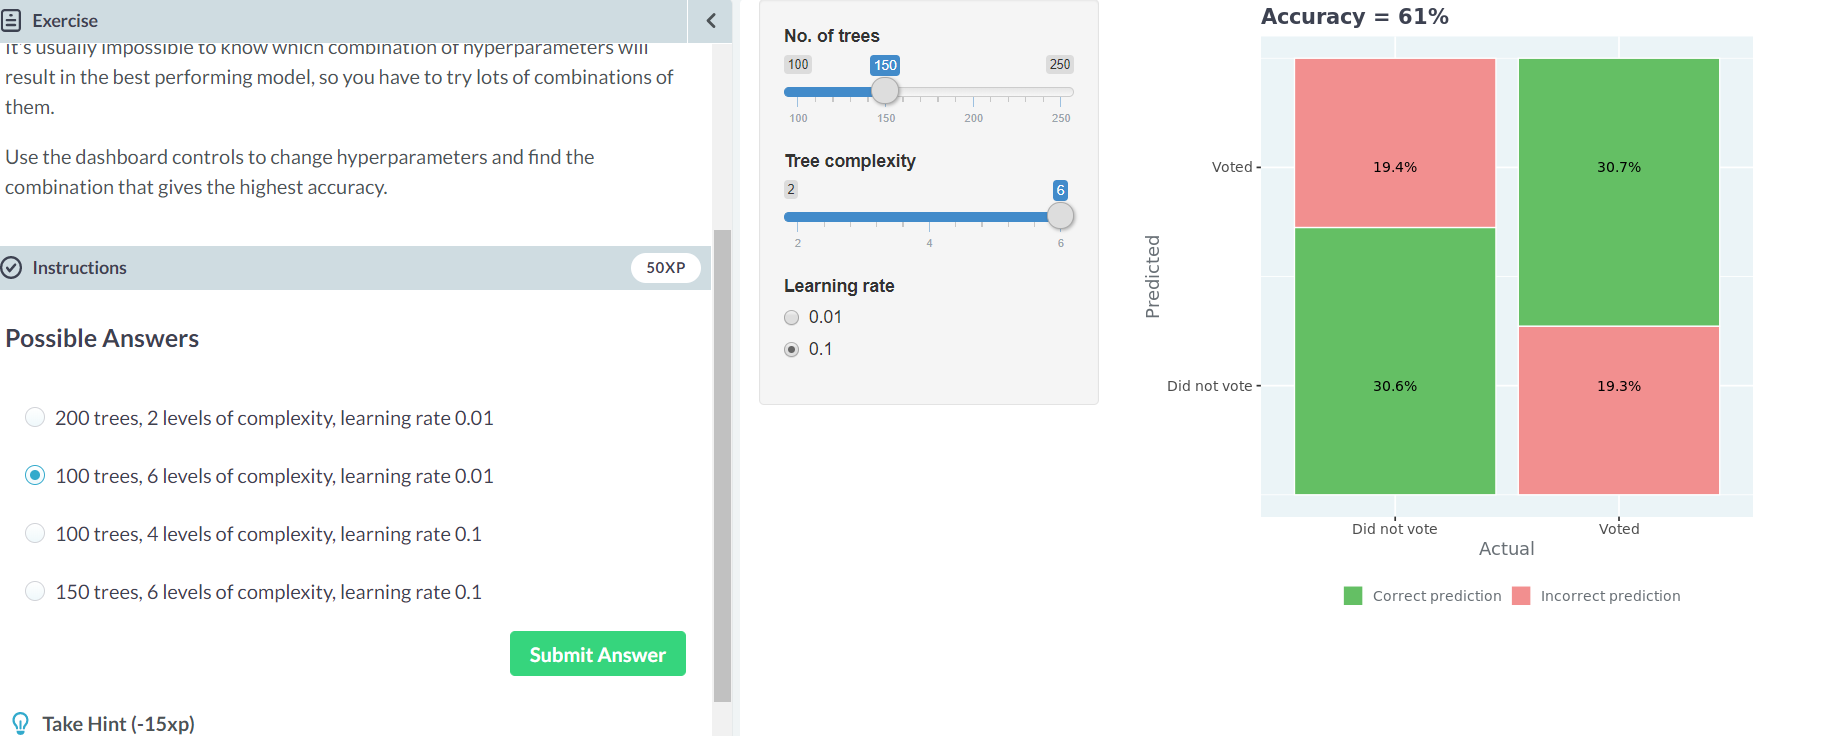 Exercise
It's usually impossible to know which combination of hyperparameters will
result in the best performing model, so you have to try lots of combinations of
them.
Use the dashboard controls to change hyperparameters and find the
combination that gives the highest accuracy.
Instructions
50XP
Possible Answers
200 trees, 2 levels of complexity, learning rate 0.01
100 trees, 6 levels of complexity, learning rate 0.01
100 trees, 4 levels of complexity, learning rate 0.1
150 trees, 6 levels of complexity, learning rate 0.1
Submit Answer
Take Hint (-15xp)
No. of trees
100 150 250
100 150 200 250
Tree complexity
2 6
2 4 6
Learning rate
0.01
0.1
Accuracy = 61%
Predicted
Voted
19.4% 30.7%
Did not vote
30.6% 19.3%
Did not vote Voted
Actual
Correct prediction Incorrect prediction